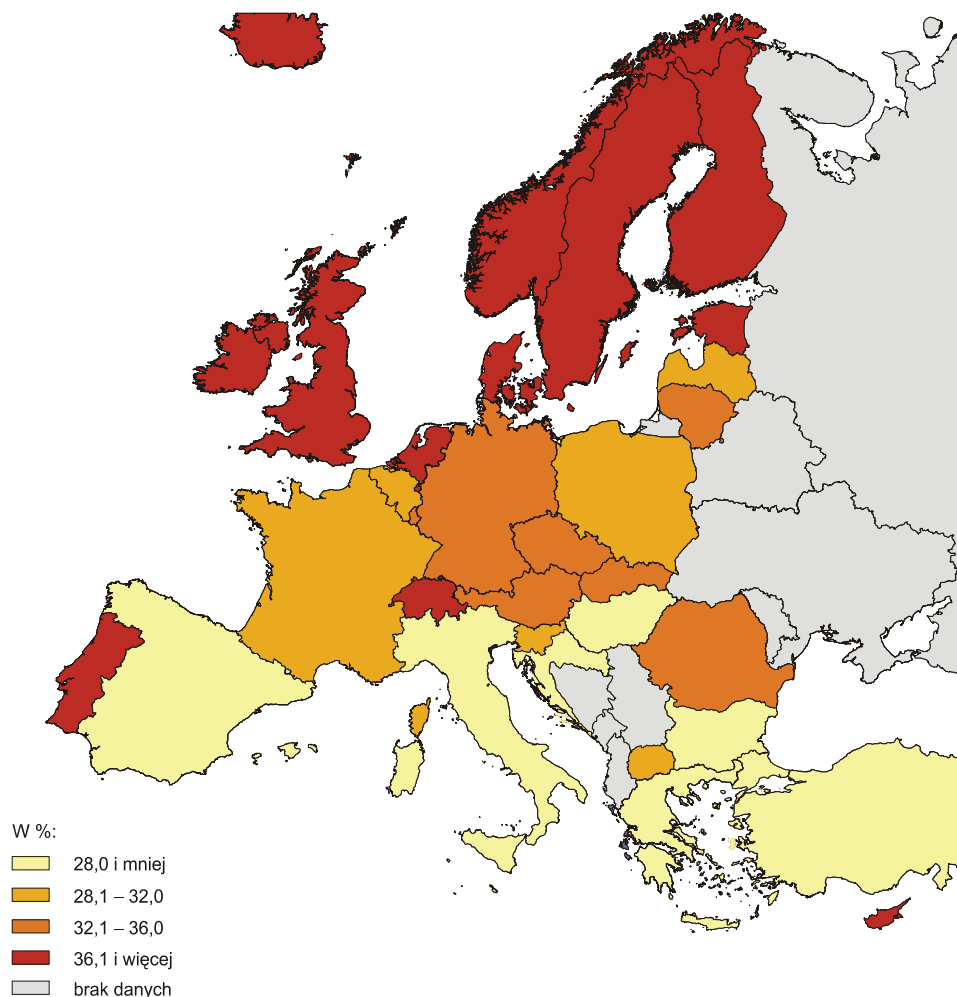 W %:
28,0 i mniej
28,1 – 32,0
32,1 – 36,0
36,1 i więcej
brak danych